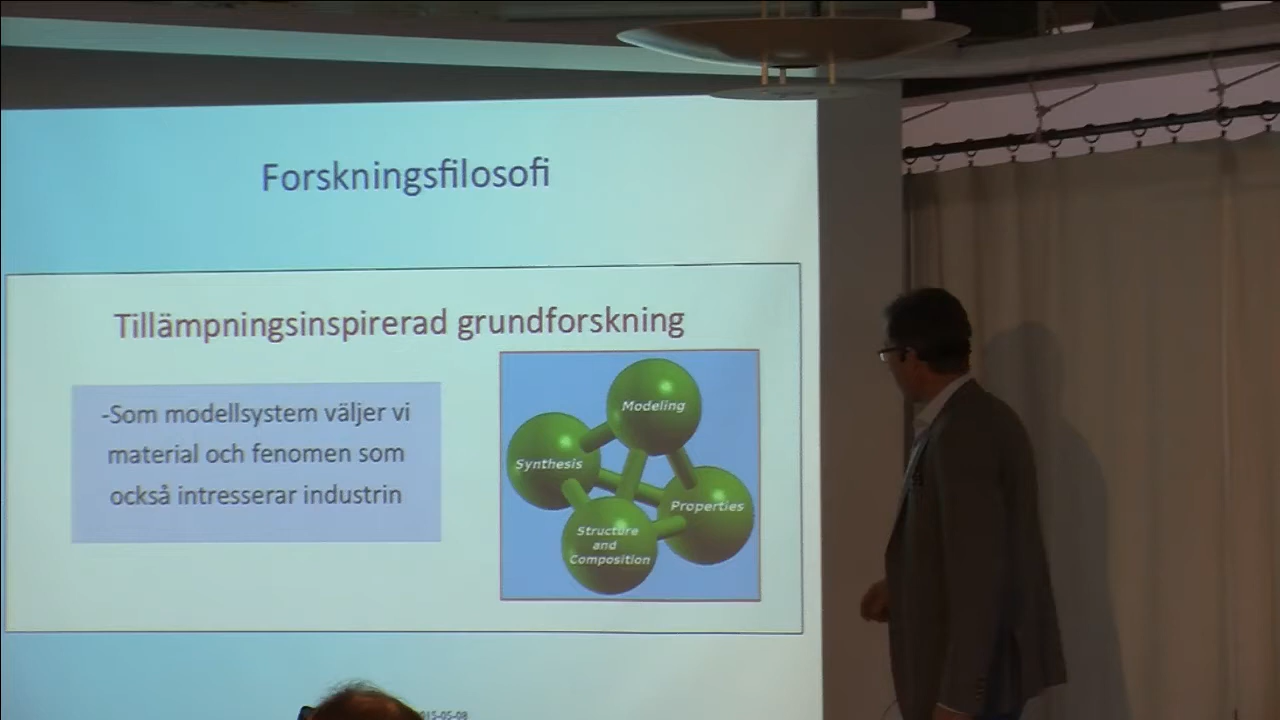 Forskningsfilosofi
Tillämpningsinspirerad grundforskning
-Som modellsystem väljer vi
material och fenomen som
också intresserar industrin
Modeling
Synthesis
Properties
Structure
and
Composition